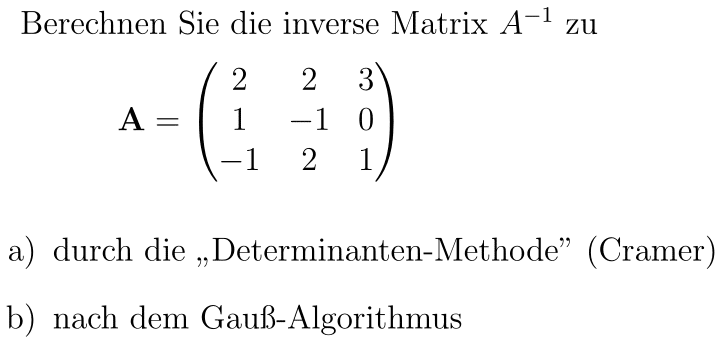 Berechnen Sie die inverse Matrix A⁻¹ zu
2 2 3
A = 1 −1 0
−1 2 1
a) durch die „Determinanten-Methode” (Cramer)
b) nach dem Gauß-Algorithmus